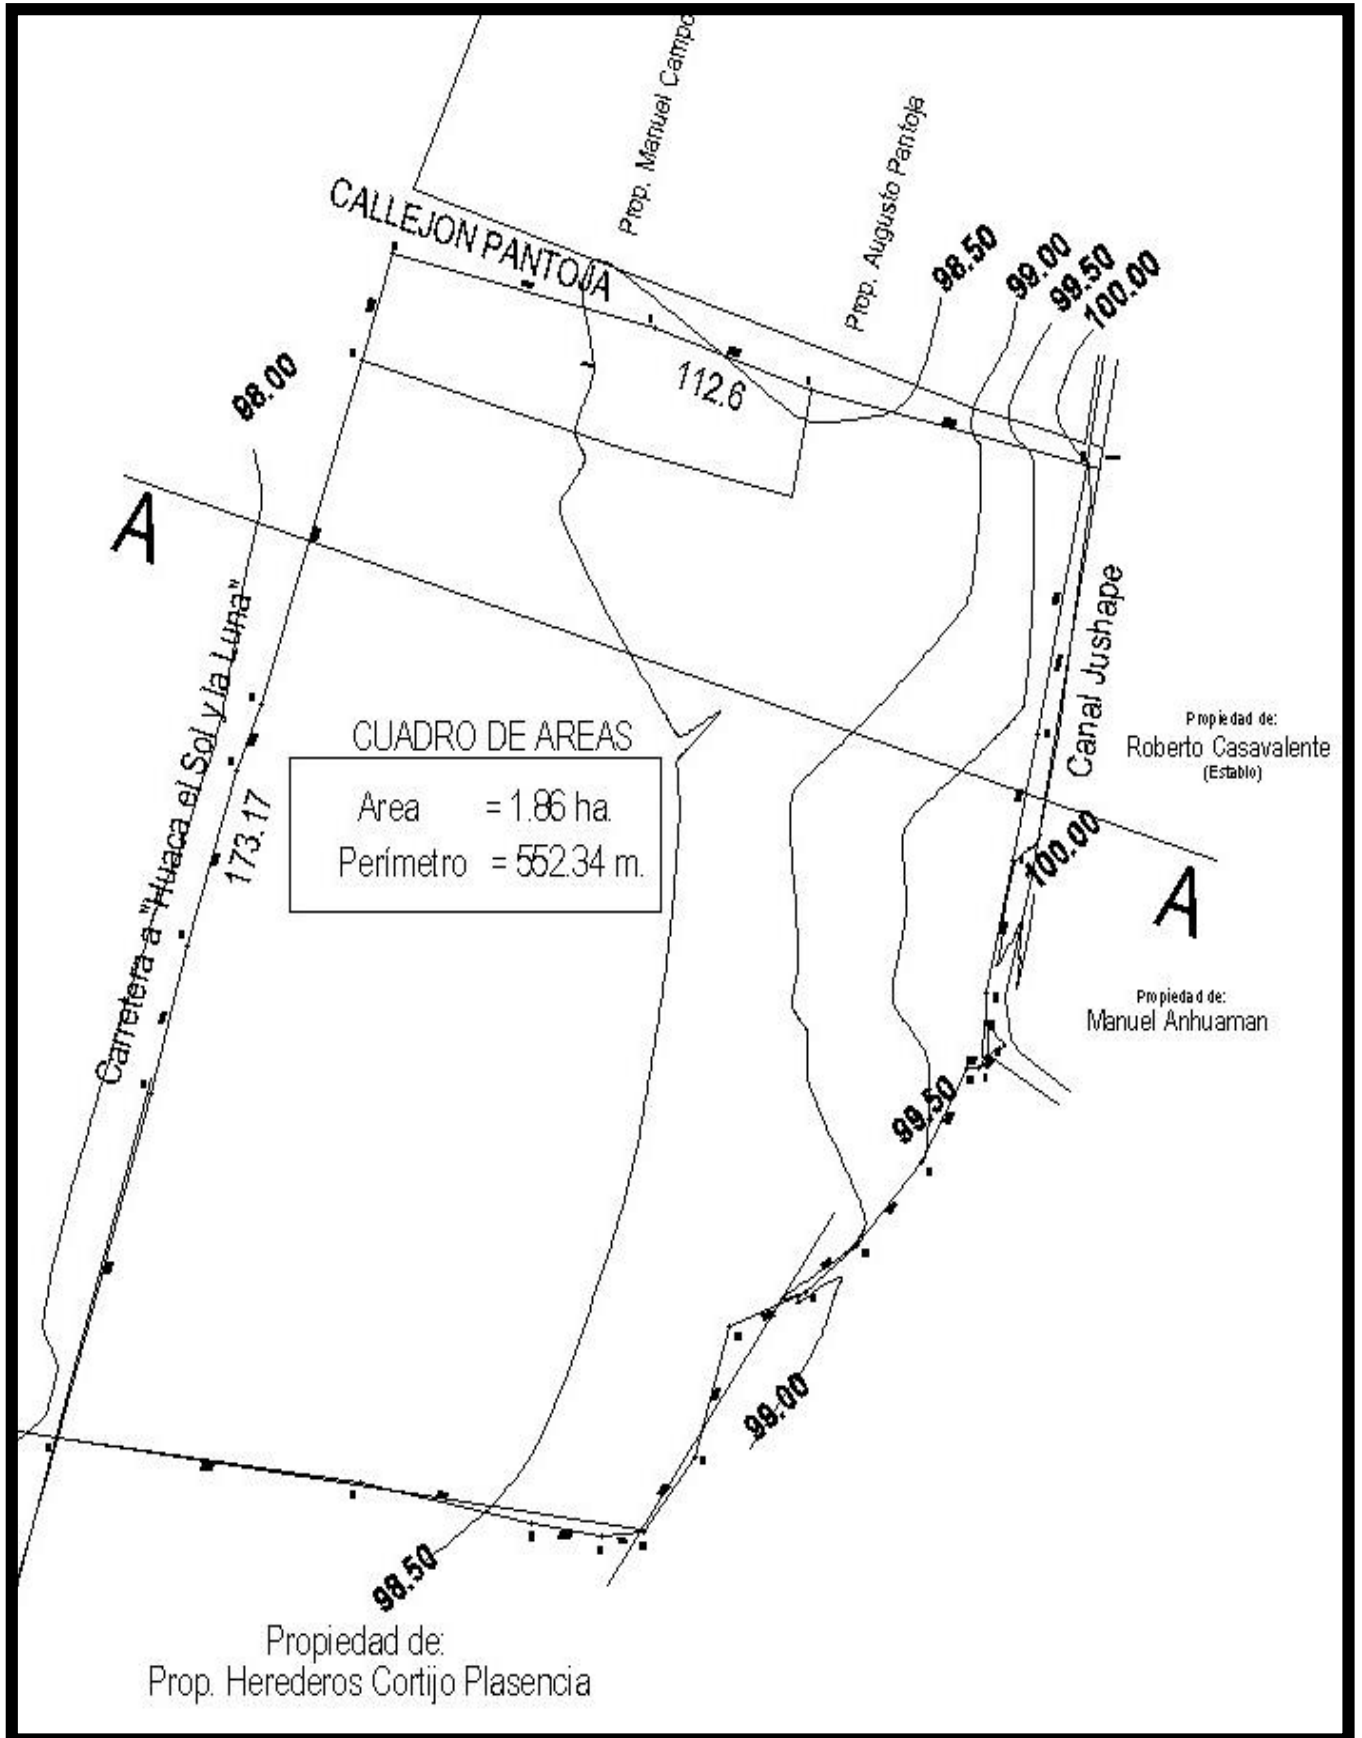 Prop. Manuel Campo
Prop. Augusto Pantoja
CALLEJON PANTOJA
98.50
99.00
99.50
100.00
98.00
112.6
A
Carretera a "Huaca el Sol y la Luna"
173.17
CUADRO DE AREAS
Area = 1.86 ha.
Perímetro = 552.34 m.
Canal Jushape
Propiedad de:
Roberto Casavalente
(Establo)
100.00
A
Propiedad de:
Manuel Anhuaman
99.50
99.00
98.50
Propiedad de:
Prop. Herederos Cortijo Plasencia